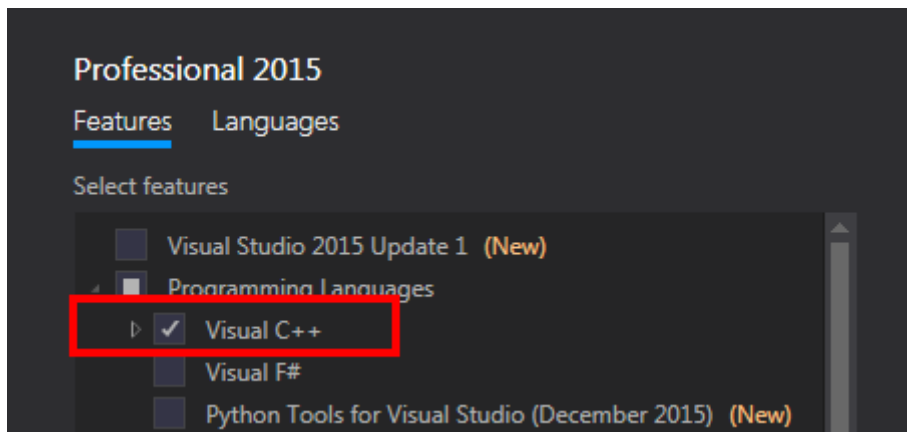 Professional 2015
Features Languages
Select features
Visual Studio 2015 Update 1 (New)
Programming Languages
Visual C++
Visual F#
Python Tools for Visual Studio (December 2015) (New)